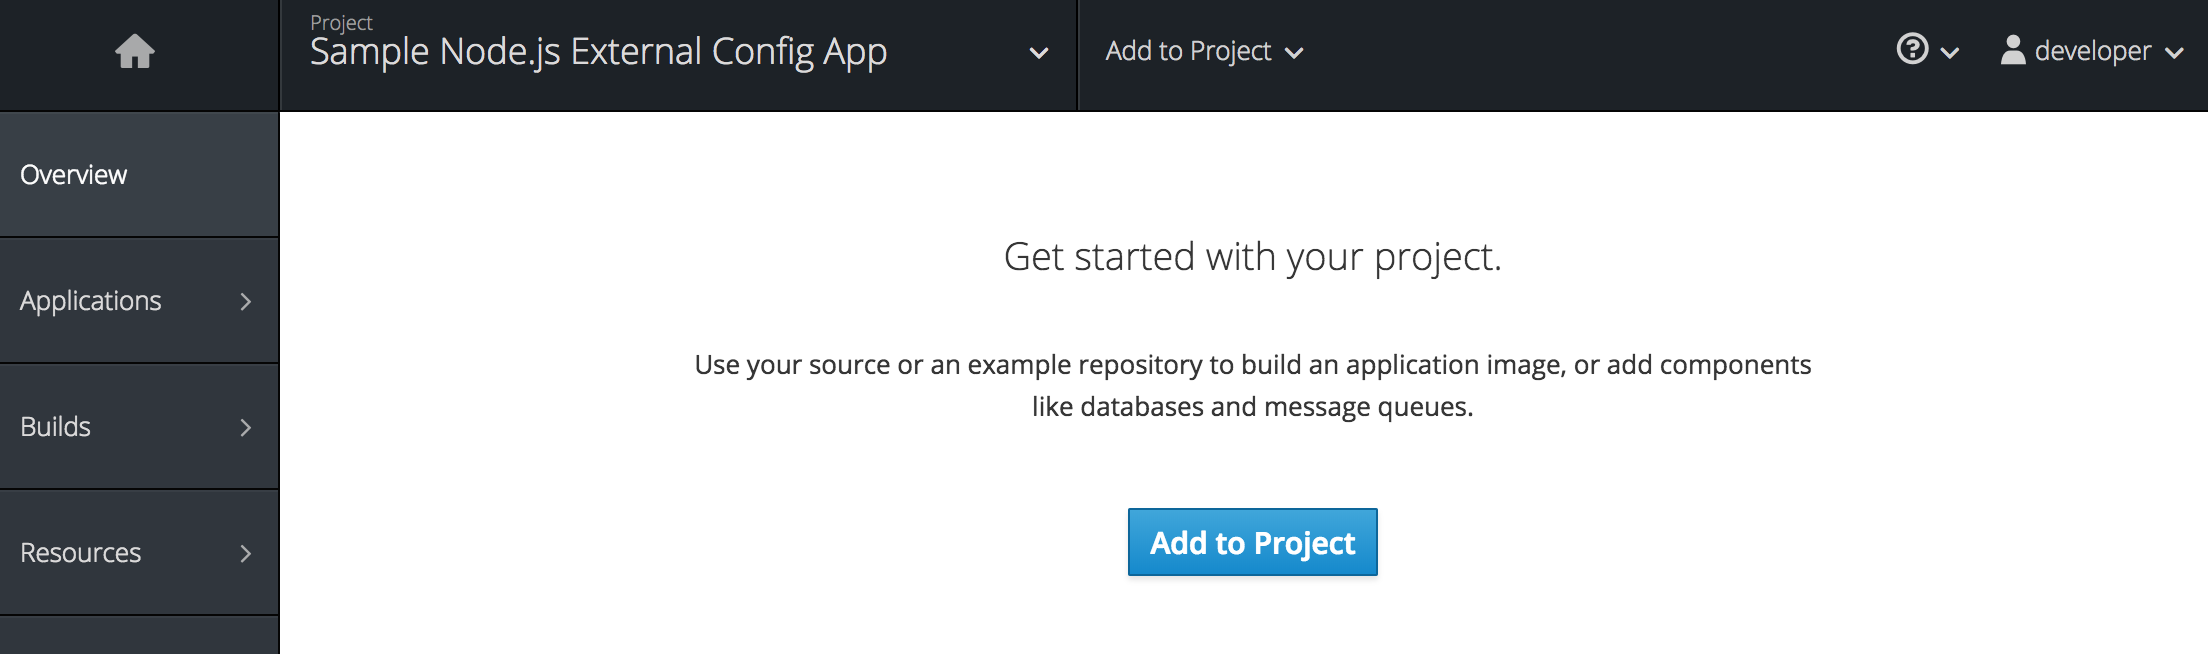 Project
Sample Node.js External Config App
Add to Project
developer
Overview
Applications
Builds
Resources
Get started with your project.
Use your source or an example repository to build an application image, or add components
like databases and message queues.
Add to Project